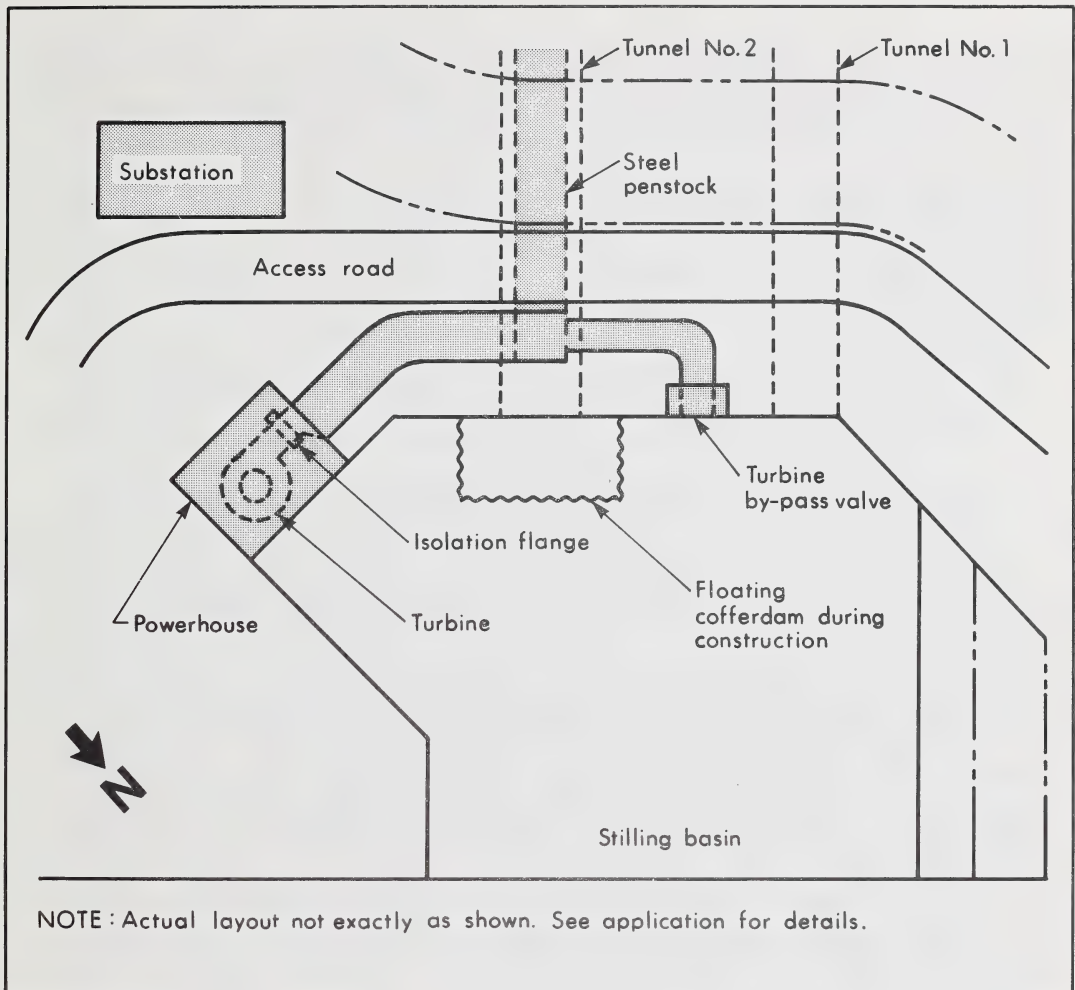 Tunnel No. 2
Tunnel No. 1
Substation
Steel
penstock
Access road
Turbine
by-pass valve
Isolation flange
Floating
cofferdam during
construction
Powerhouse
Turbine
N
Stilling basin
NOTE : Actual layout not exactly as shown. See application for details.